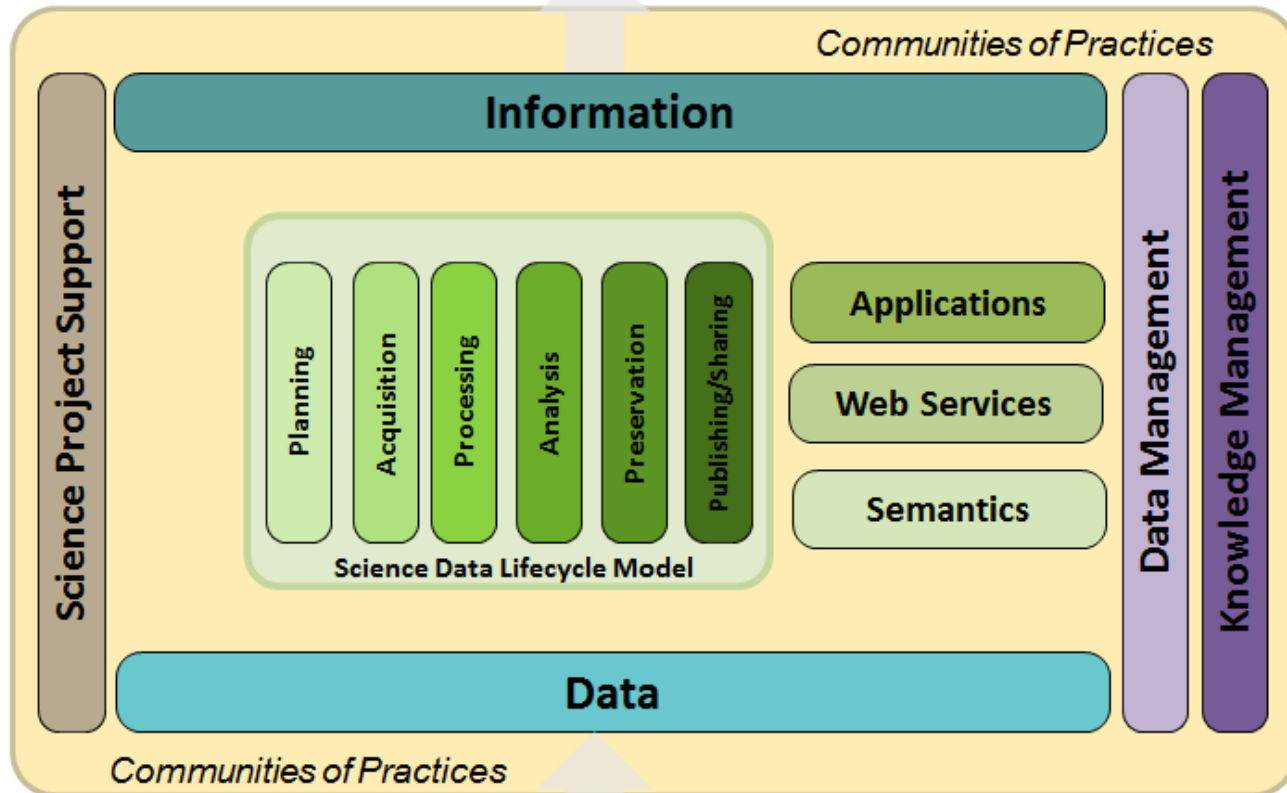 Communities of Practices
Information
Science Project Support
Planning
Acquisition
Processing
Analysis
Preservation
Publishing/Sharing
Science Data Lifecycle Model
Applications
Web Services
Semantics
Data Management
Knowledge Management
Data
Communities of Practices